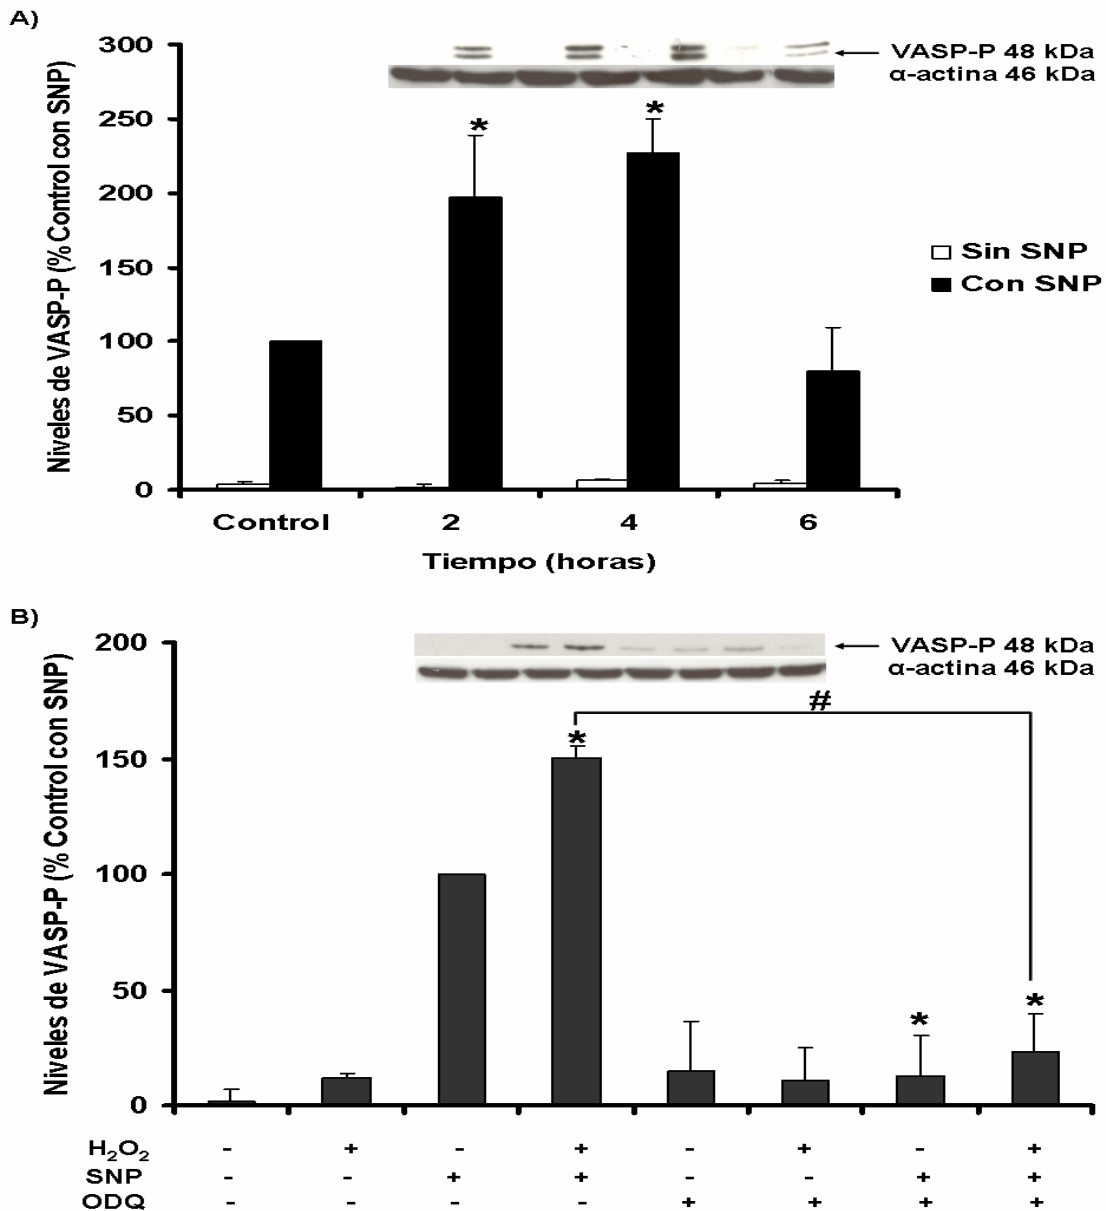 A)
Niveles de VASP-P (% Control con SNP)
300
250
200
150
100
50
0
VASP-P 48 kDa
α-actina 46 kDa
* *
Sin SNP
Con SNP
Control 2 4 6
Tiempo (horas)
B)
Niveles de VASP-P (% Control con SNP)
200
150
100
50
0
VASP-P 48 kDa
α-actina 46 kDa
#
* * *
H₂O₂ - + - + - + - +
SNP - - + + - - + +
ODQ - - - - + + + +